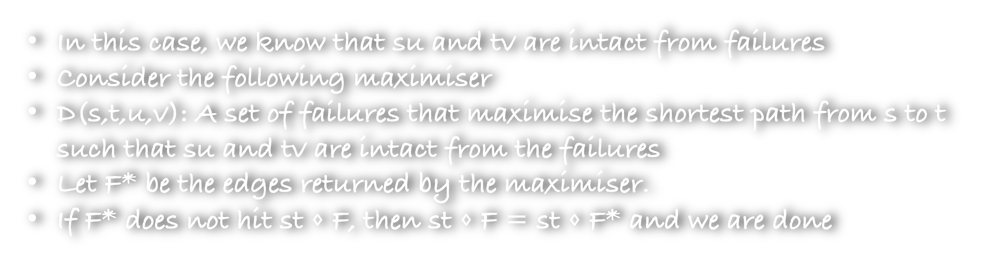 • In this case, we know that su and tv are intact from failures
• Consider the following maximiser
• D(s,t,u,v): A set of failures that maximise the shortest path from s to t
such that su and tv are intact from the failures
• Let F* be the edges returned by the maximiser.
• If F* does not hit st ⋄ F, then st ⋄ F = st ⋄ F* and we are done